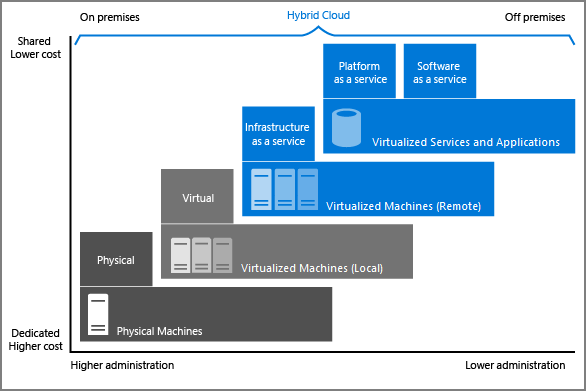 On premises
Hybrid Cloud
Off premises
Shared
Lower cost
Platform
as a service
Software
as a service
Infrastructure
as a service
Virtualized Services and Applications
Virtual
Virtualized Machines (Remote)
Physical
Virtualized Machines (Local)
Physical Machines
Dedicated
Higher cost
Higher administration
Lower administration